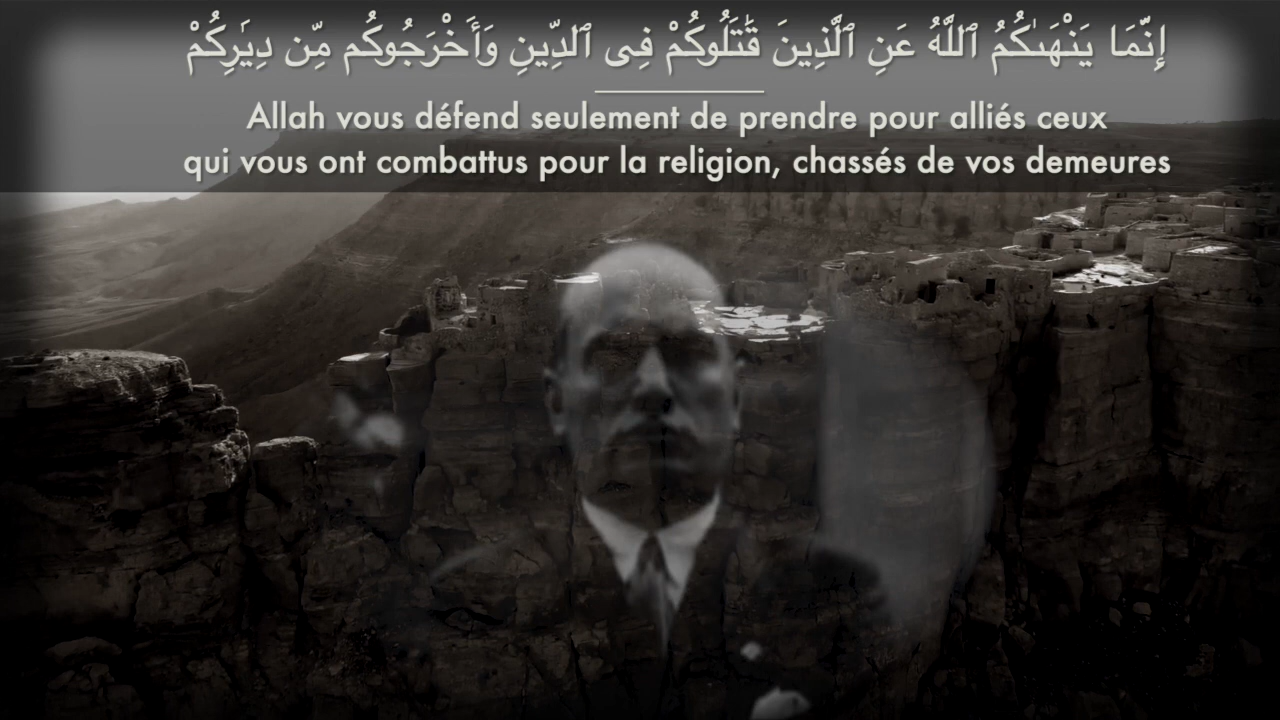 إِنَّمَا يَنْهَىٰكُمُ ٱللَّهُ عَنِ ٱلَّذِينَ قَٰتَلُوكُمْ فِى ٱلدِّينِ وَأَخْرَجُوكُم مِّن دِيَٰرِكُمْ
Allah vous défend seulement de prendre pour alliés ceux
qui vous ont combattus pour la religion, chassés de vos demeures